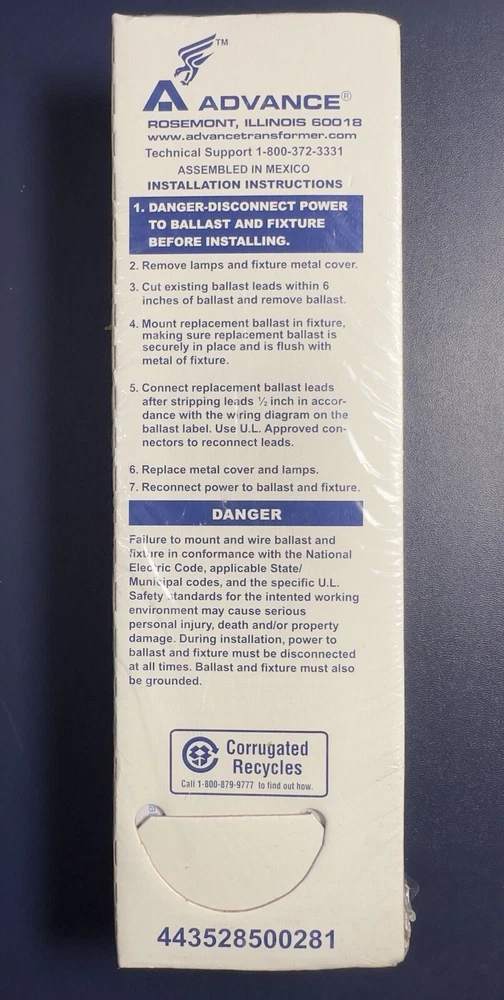 TM
ADVANCE®
ROSEMONT, ILLINOIS 60018
www.advancetransformer.com
Technical Support 1-800-372-3331
ASSEMBLED IN MEXICO
INSTALLATION INSTRUCTIONS
1. DANGER-DISCONNECT POWER
TO BALLAST AND FIXTURE
BEFORE INSTALLING.
2. Remove lamps and fixture metal cover.
3. Cut existing ballast leads within 6
inches of ballast and remove ballast.
4. Mount replacement ballast in fixture,
making sure replacement ballast is
securely in place and is flush with
metal of fixture.
5. Connect replacement ballast leads
after stripping leads ½ inch in accor-
dance with the wiring diagram on the
ballast label. Use U.L. Approved con-
nectors to reconnect leads.
6. Replace metal cover and lamps.
7. Reconnect power to ballast and fixture.
DANGER
Failure to mount and wire ballast and
fixture in conformance with the National
Electric Code, applicable State/
Municipal codes, and the specific U.L.
Safety standards for the intented working
environment may cause serious
personal injury, death and/or property
damage. During installation, power to
ballast and fixture must be disconnected
at all times. Ballast and fixture must also
be grounded.
Corrugated
Recycles
Call 1-800-879-9777 to find out how.
443528500281